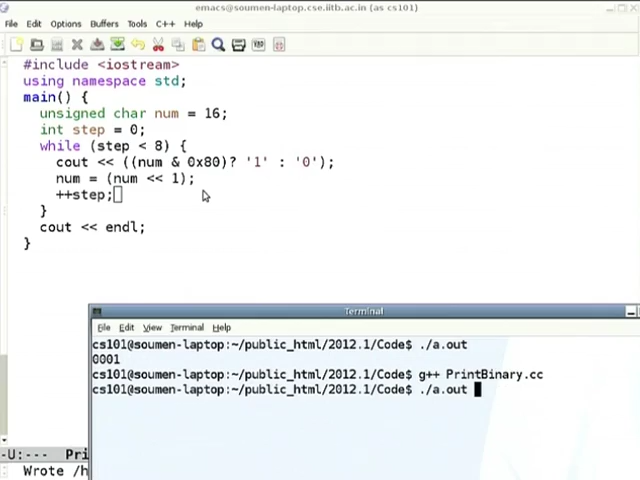 emacs@soumen-laptop.cse.iitb.ac.in (as cs101)
File Edit Options Buffers Tools C++ Help
#include <iostream>
using namespace std;
main() {
unsigned char num = 16;
int step = 0;
while (step < 8) {
cout << ((num & 0x80)? '1' : '0');
num = (num << 1);
++step;
}
cout << endl;
}
Terminal
File Edit View Terminal Help
cs101@soumen-laptop:~/public_html/2012.1/Code$ ./a.out
0001
cs101@soumen-laptop:~/public_html/2012.1/Code$ g++ PrintBinary.cc
cs101@soumen-laptop:~/public_html/2012.1/Code$ ./a.out
-U:--- Pri
Wrote /h